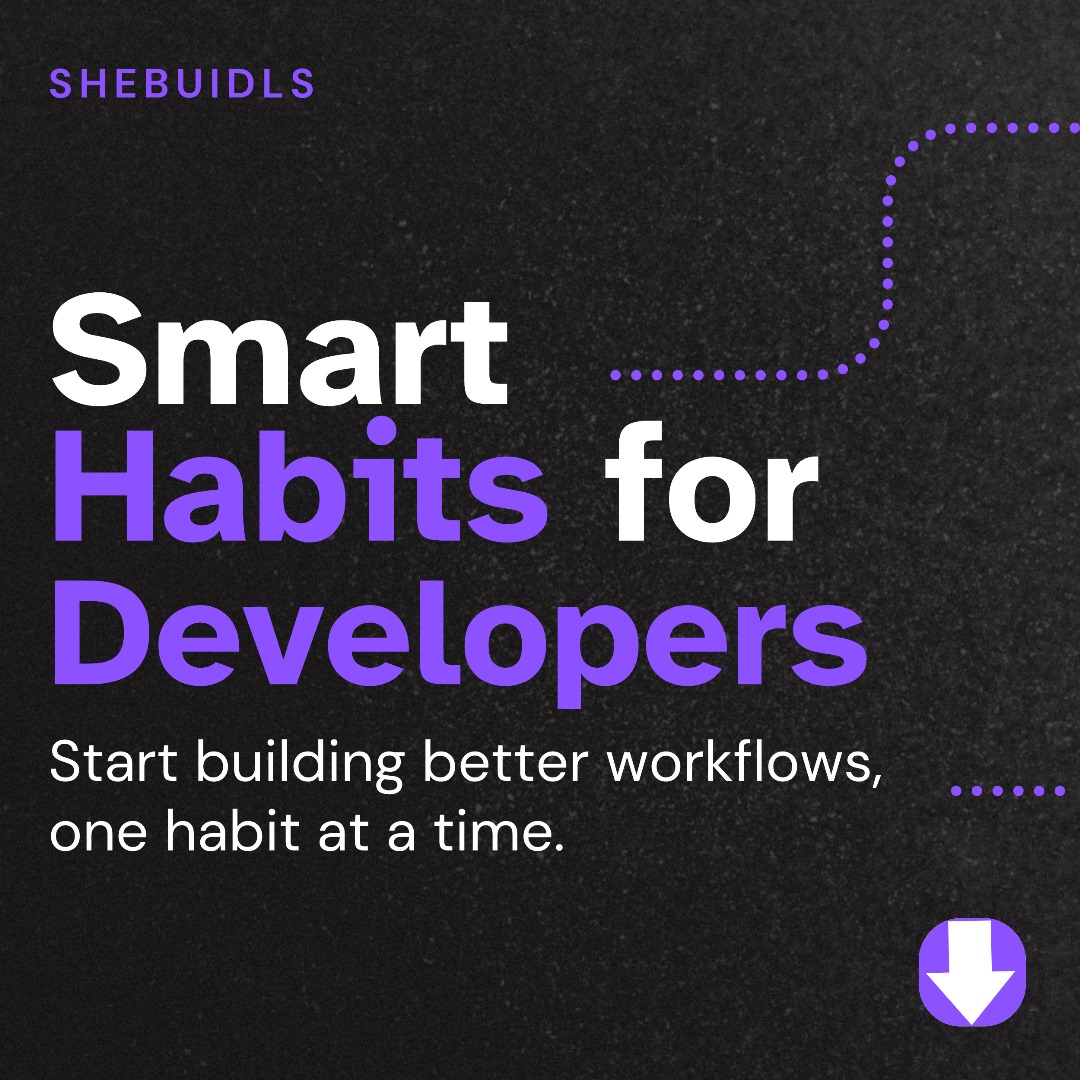 SHEBUIDLS
Smart
Habits for
Developers
Start building better workflows,
one habit at a time.